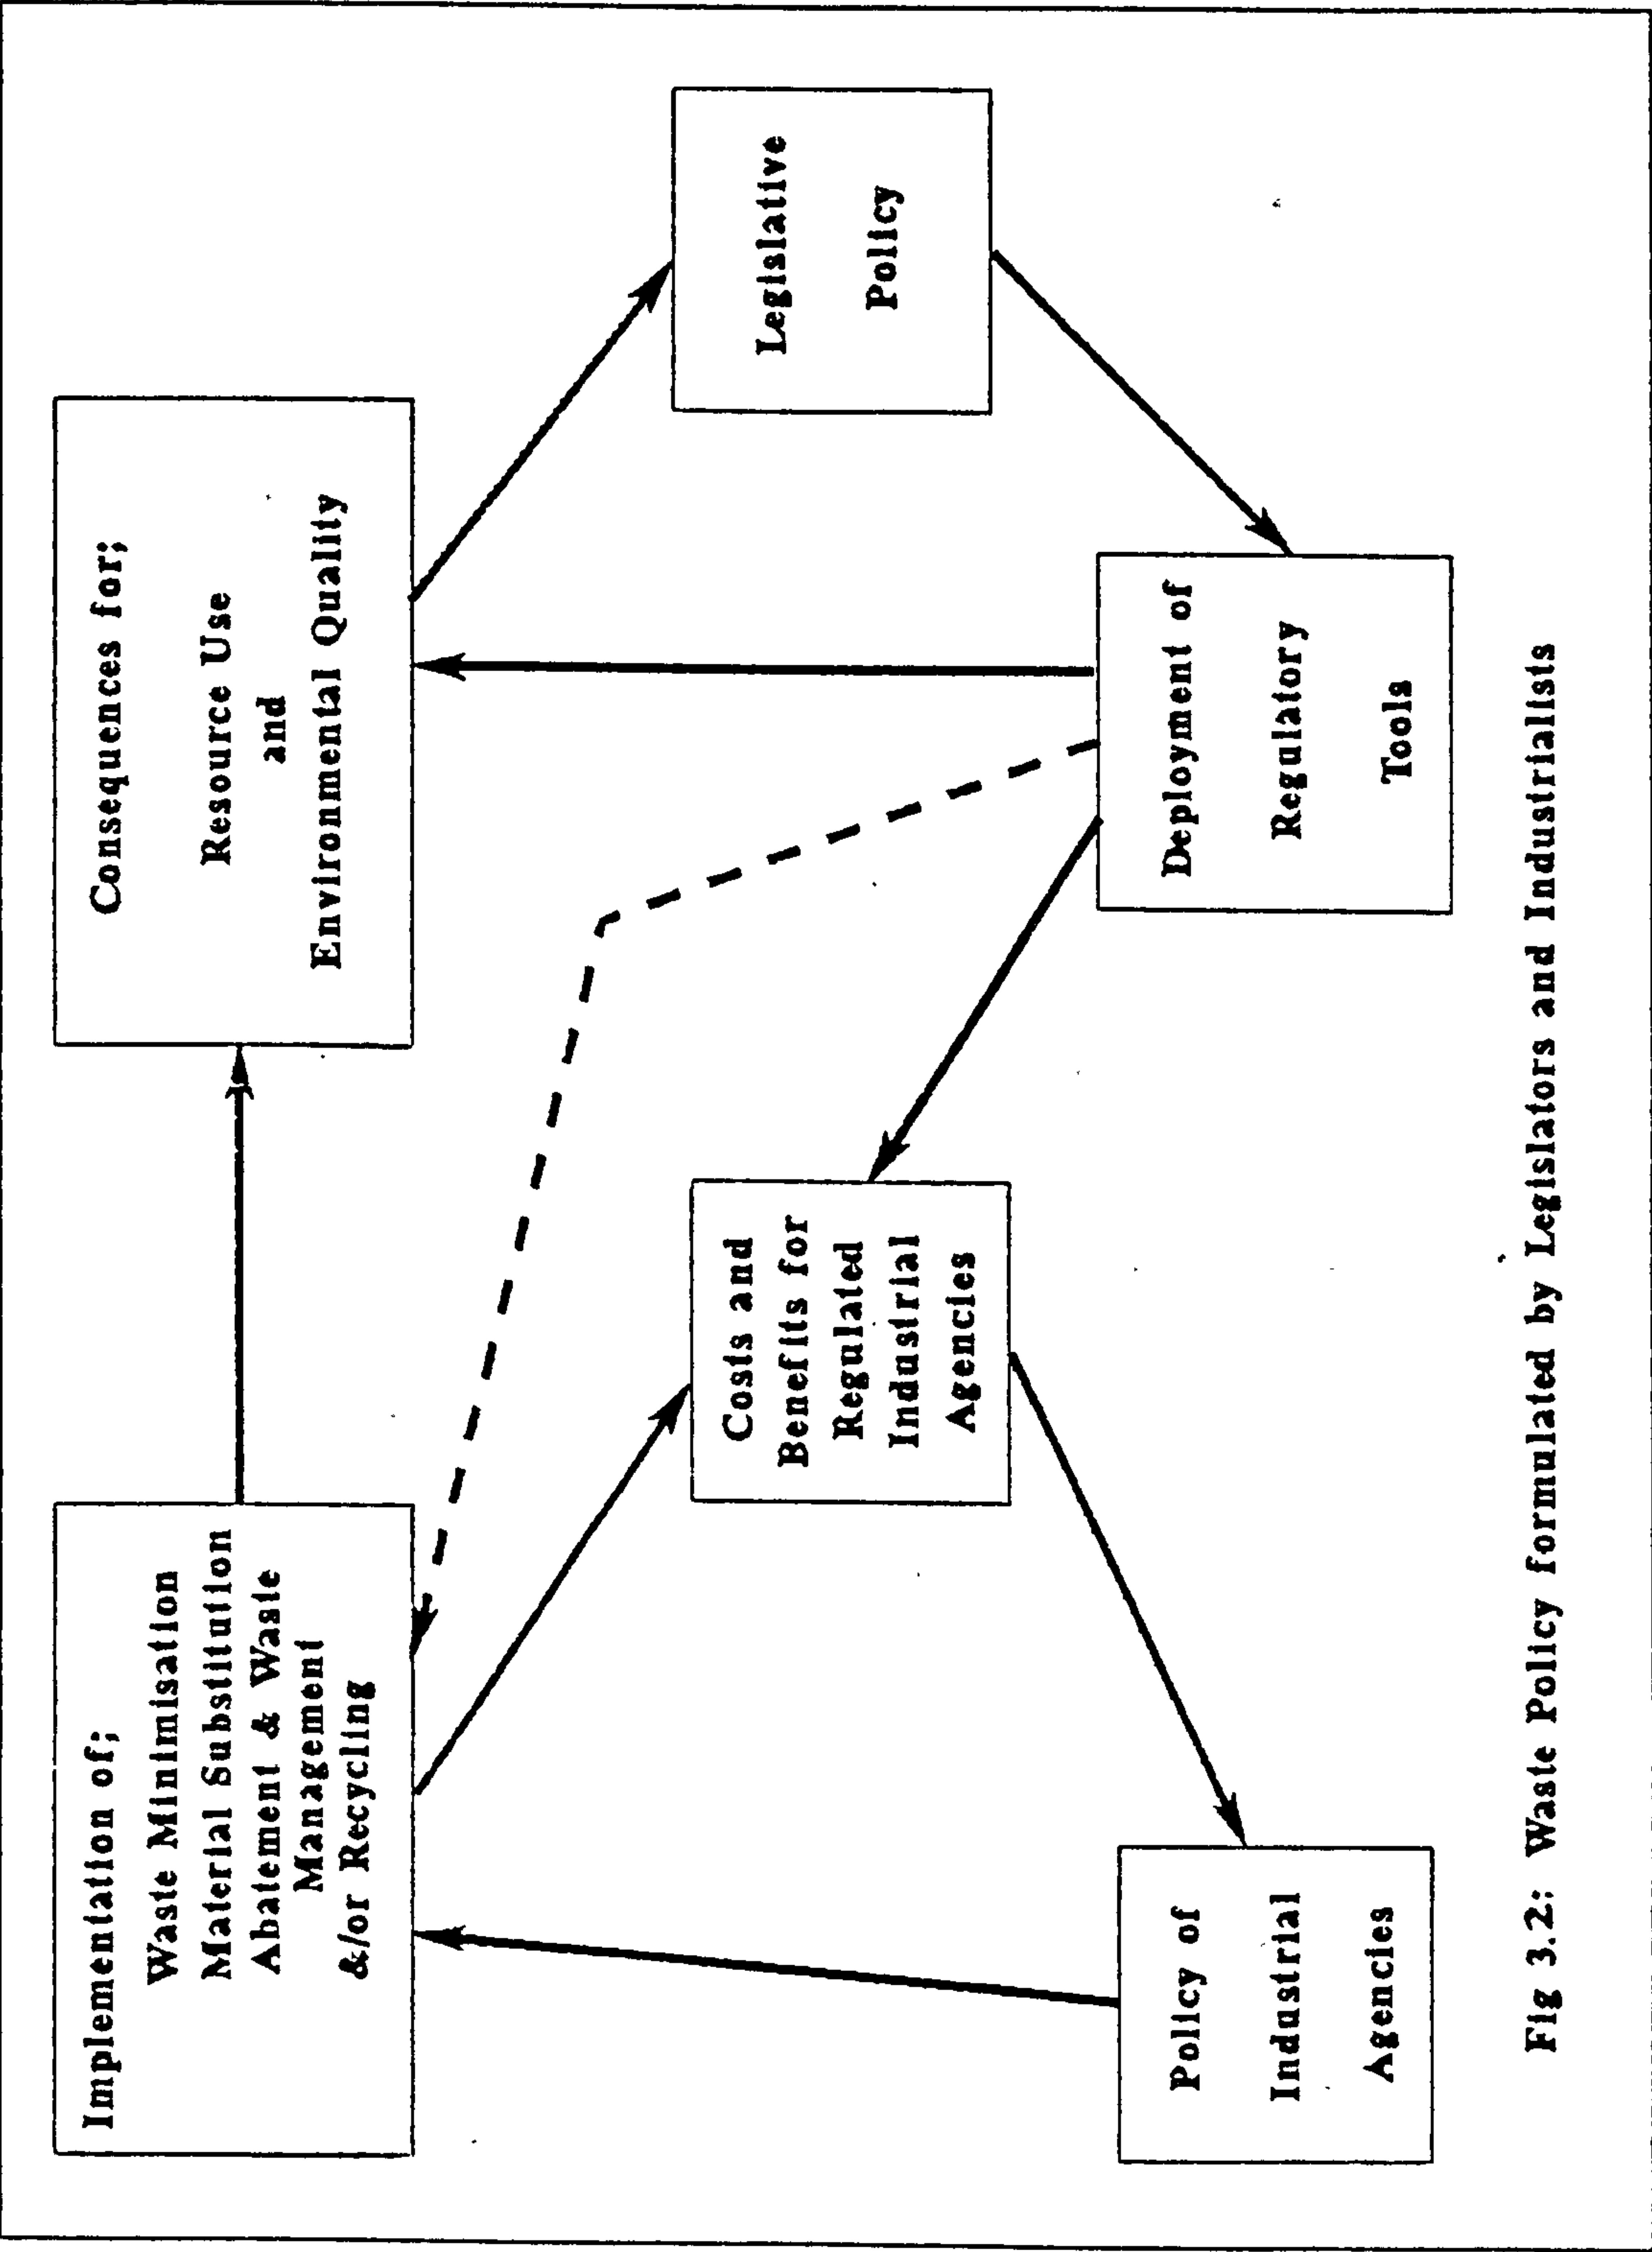 Implementation of;
Waste Minimisation
Material Substitution
Abatement & Waste
Management
&/or Recycling
Consequences for;
Resource Use
and
Environmental Quality
Costs and
Benefits for
Regulated
Industrial
Agencies
Legislative
Policy
Policy of
Industrial
Agencies
Deployment of
Regulatory
Tools
Fig 3.2: Waste Policy formulated by Legislators and Industrialists